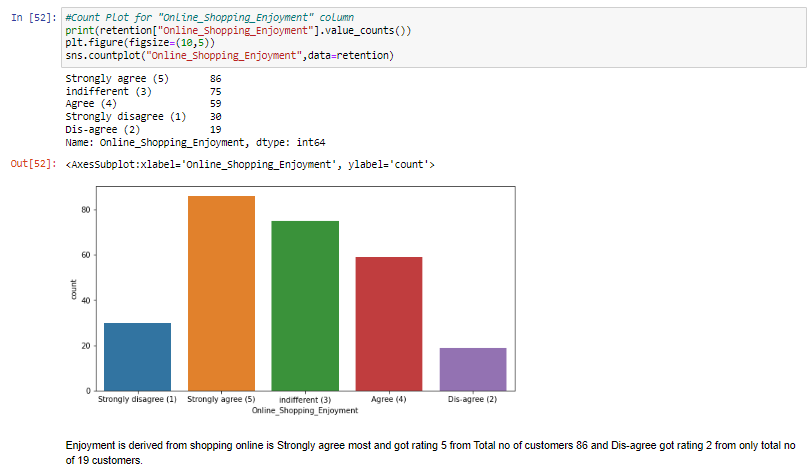 In [52]: #Count Plot for "Online_Shopping_Enjoyment" column
print(retention["Online_Shopping_Enjoyment"].value_counts())
plt.figure(figsize=(10,5))
sns.countplot("Online_Shopping_Enjoyment",data=retention)
Strongly agree (5) 86
indifferent (3) 75
Agree (4) 59
Strongly disagree (1) 30
Dis-agree (2) 19
Name: Online_Shopping_Enjoyment, dtype: int64
Out[52]: <AxesSubplot:xlabel='Online_Shopping_Enjoyment', ylabel='count'>
80
60
40
20
0
count
Strongly disagree (1) Strongly agree (5) indifferent (3) Agree (4) Dis-agree (2)
Online_Shopping_Enjoyment
Enjoyment is derived from shopping online is Strongly agree most and got rating 5 from Total no of customers 86 and Dis-agree got rating 2 from only total no
of 19 customers.